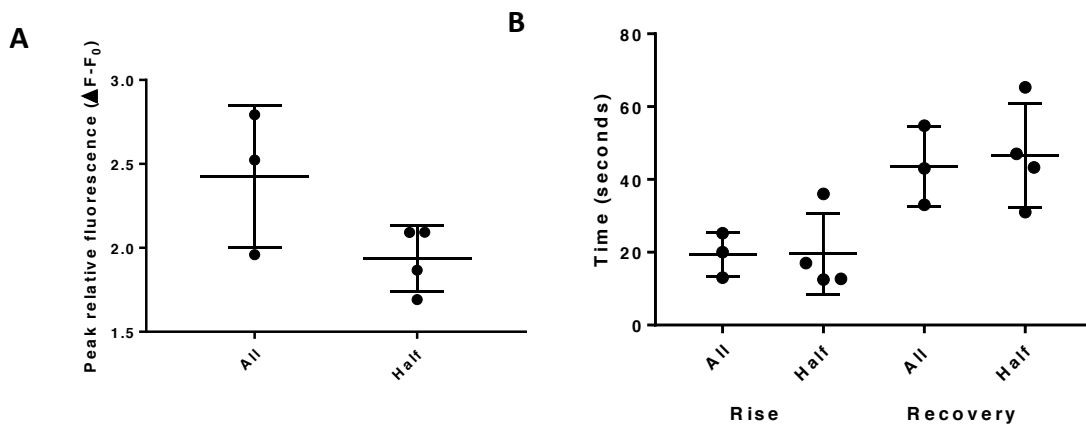 A
Peak relative fluorescence (▲F-F0)
3.0
2.5
2.0
1.5
All
Half
B
Time (seconds)
80
60
40
20
0
All
Half
All
Half
Rise
Recovery